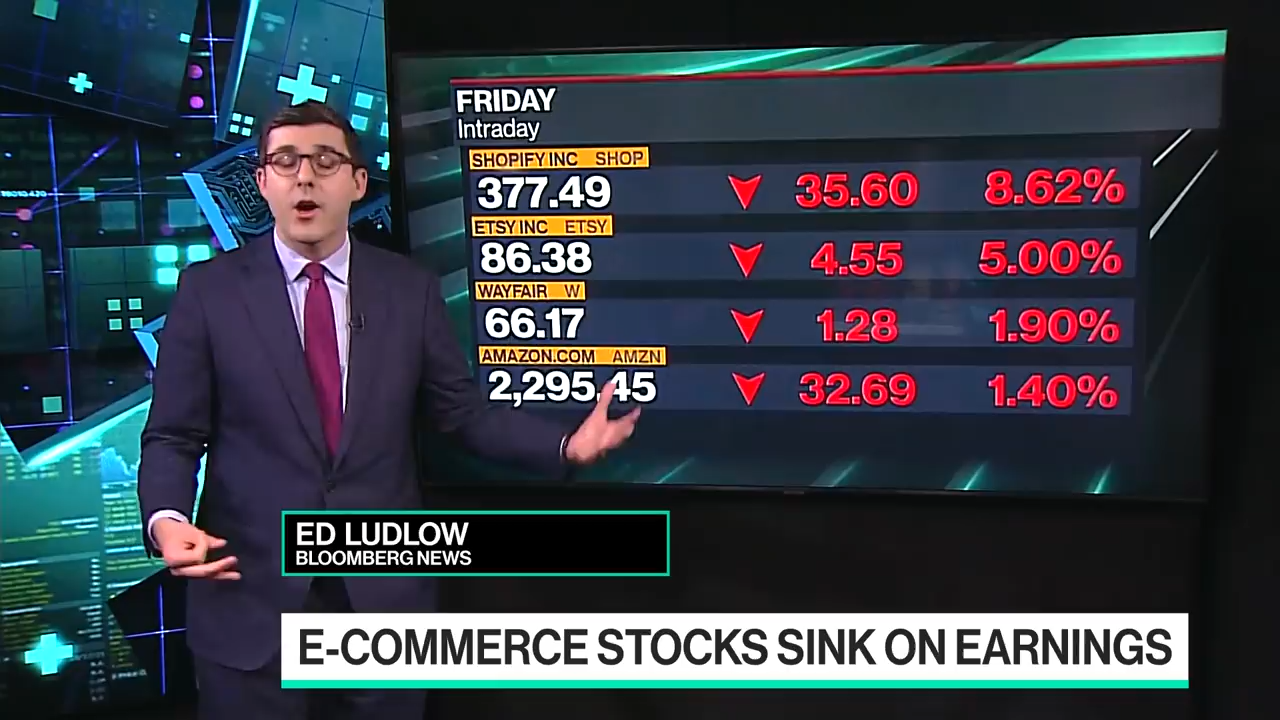 FRIDAY
Intraday
SHOPIFY INC SHOP
377.49 35.60 8.62%
ETSY INC ETSY
86.38 4.55 5.00%
WAYFAIR W
66.17 1.28 1.90%
AMAZON.COM AMZN
2,295.45 32.69 1.40%
ED LUDLOW
BLOOMBERG NEWS
E-COMMERCE STOCKS SINK ON EARNINGS